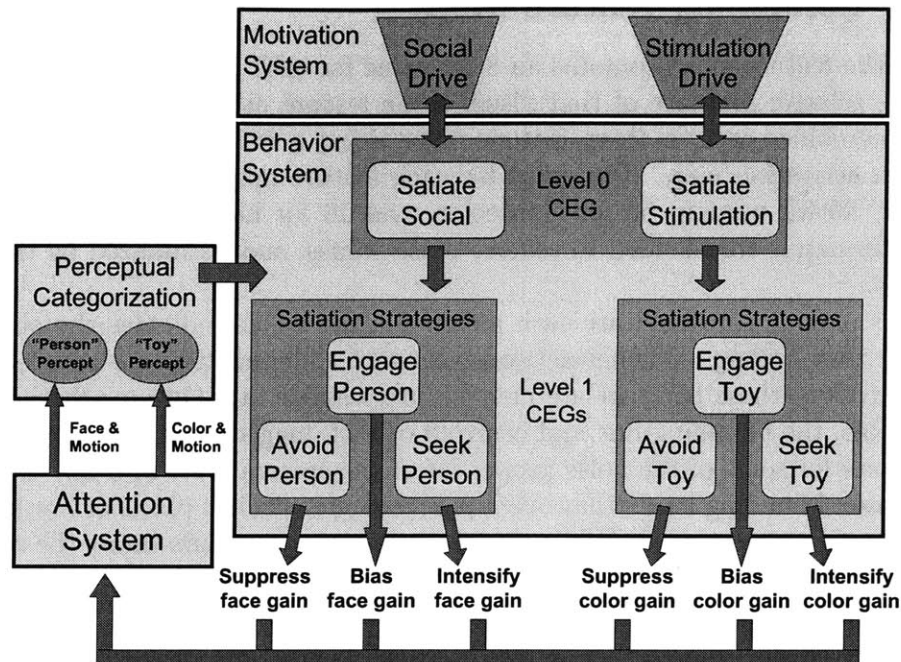 Motivation
System
Social
Drive
Stimulation
Drive
Behavior
System
Satiate
Social
Level 0
CEG
Satiate
Stimulation
Perceptual
Categorization
“Person”
Percept
“Toy”
Percept
Face &
Motion
Color &
Motion
Attention
System
Satiation Strategies
Engage
Person
Avoid
Person
Seek
Person
Level 1
CEGs
Satiation Strategies
Engage
Toy
Avoid
Toy
Seek
Toy
Suppress
face gain
Bias
face gain
Intensify
face gain
Suppress
color gain
Bias
color gain
Intensify
color gain